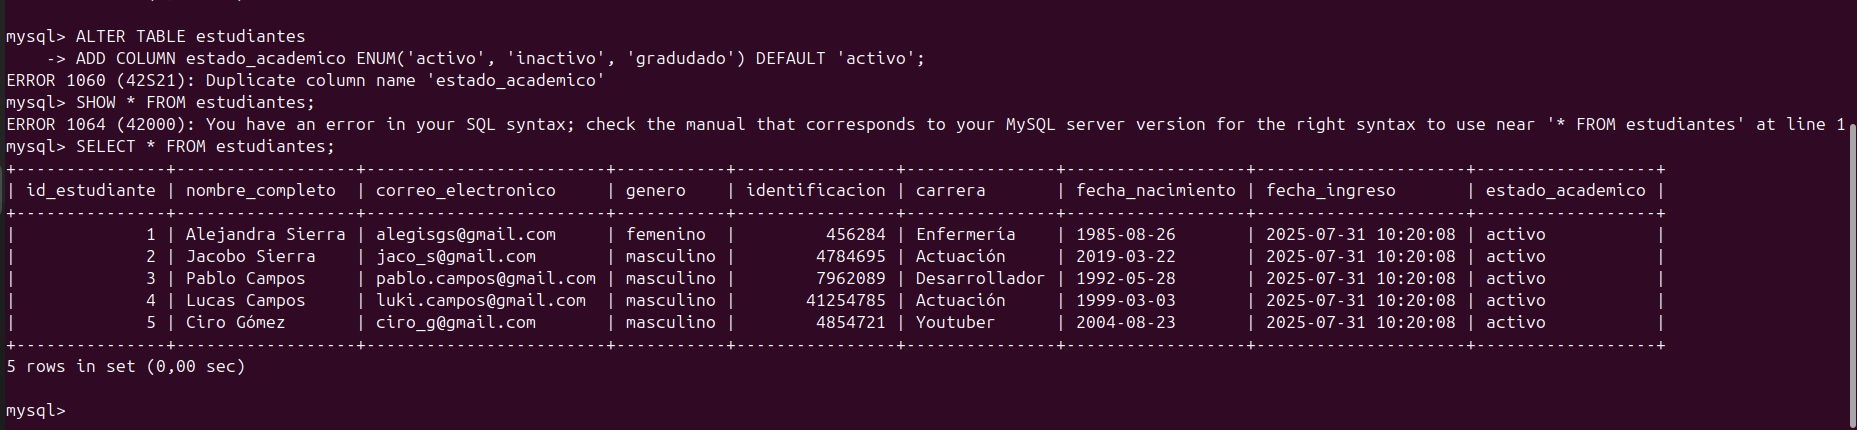 mysql> ALTER TABLE estudiantes
    -> ADD COLUMN estado_academico ENUM('activo', 'inactivo', 'gradudado') DEFAULT 'activo';
ERROR 1060 (42S21): Duplicate column name 'estado_academico'
mysql> SHOW * FROM estudiantes;
ERROR 1064 (42000): You have an error in your SQL syntax; check the manual that corresponds to your MySQL server version for the right syntax to use near '* FROM estudiantes' at line 1
mysql> SELECT * FROM estudiantes;
+---------------+------------------+------------------------+-----------+----------------+---------------+------------------+---------------------+------------------+
| id_estudiante | nombre_completo  | correo_electronico     | genero    | identificacion | carrera       | fecha_nacimiento | fecha_ingreso       | estado_academico |
+---------------+------------------+------------------------+-----------+----------------+---------------+------------------+---------------------+------------------+
|             1 | Alejandra Sierra | alegisgs@gmail.com     | femenino  |         456284 | Enfermería    | 1985-08-26       | 2025-07-31 10:20:08 | activo           |
|             2 | Jacobo Sierra    | jaco_s@gmail.com       | masculino |        4784695 | Actuación     | 2019-03-22       | 2025-07-31 10:20:08 | activo           |
|             3 | Pablo Campos     | pablo.campos@gmail.com | masculino |        7962089 | Desarrollador | 1992-05-28       | 2025-07-31 10:20:08 | activo           |
|             4 | Lucas Campos     | luki.campos@gmail.com  | masculino |       41254785 | Actuación     | 1999-03-03       | 2025-07-31 10:20:08 | activo           |
|             5 | Ciro Gómez       | ciro_g@gmail.com       | masculino |        4854721 | Youtuber      | 2004-08-23       | 2025-07-31 10:20:08 | activo           |
+---------------+------------------+------------------------+-----------+----------------+---------------+------------------+---------------------+------------------+
5 rows in set (0,00 sec)
mysql>